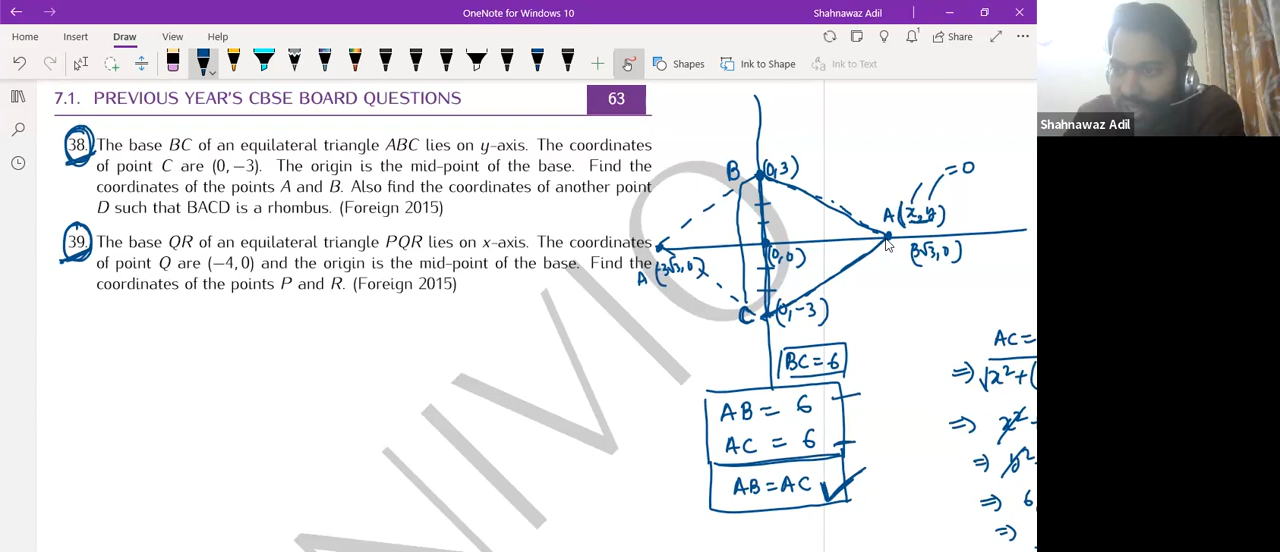 OneNote for Windows 10
Shahnawaz Adil
Home Insert Draw View Help
Share
Shapes
Ink to Shape
Ink to Text
7.1. PREVIOUS YEAR'S CBSE BOARD QUESTIONS 63
38. The base BC of an equilateral triangle ABC lies on y-axis. The coordinates
of point C are (0, −3). The origin is the mid-point of the base. Find the
coordinates of the points A and B. Also find the coordinates of another point
D such that BACD is a rhombus. (Foreign 2015)
39. The base QR of an equilateral triangle PQR lies on x-axis. The coordinates
of point Q are (−4, 0) and the origin is the mid-point of the base. Find the
coordinates of the points P and R. (Foreign 2015)
B (0, 3)
= 0
A (x, y)
(0, 0)
(3√3, 0)
A (-3√3, 0)
C (0, -3)
BC = 6
AB = 6
AC = 6
AB = AC
AC =
⇒ √x² + (
⇒ x²
⇒
⇒ 6
⇒
Shahnawaz Adil